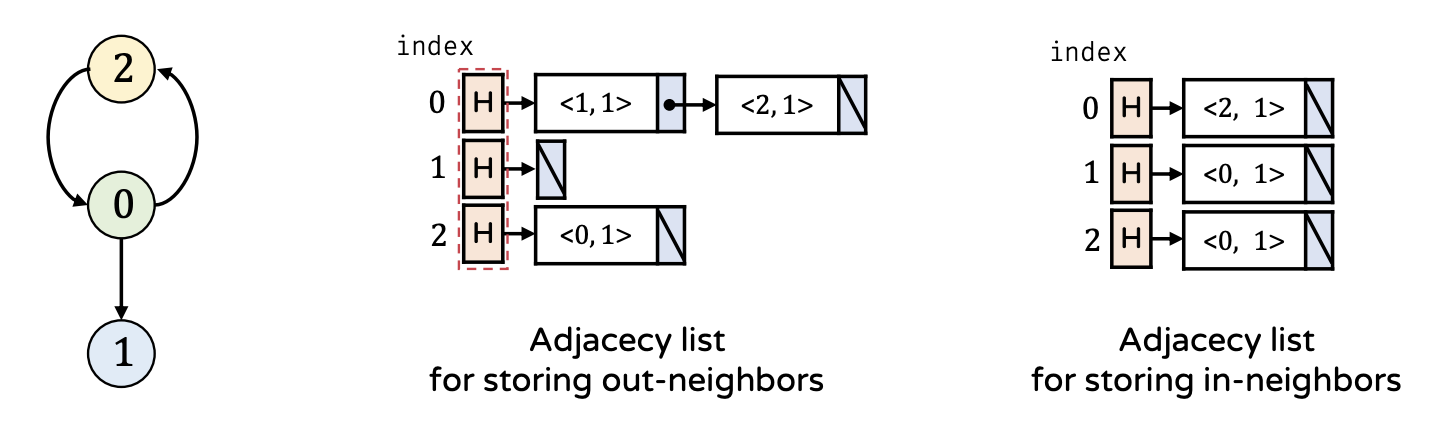 2
0
1
index
0 H <1, 1> <2, 1>
1 H
2 H <0, 1>
Adjacecy list
for storing out-neighbors
index
0 H <2, 1>
1 H <0, 1>
2 H <0, 1>
Adjacecy list
for storing in-neighbors